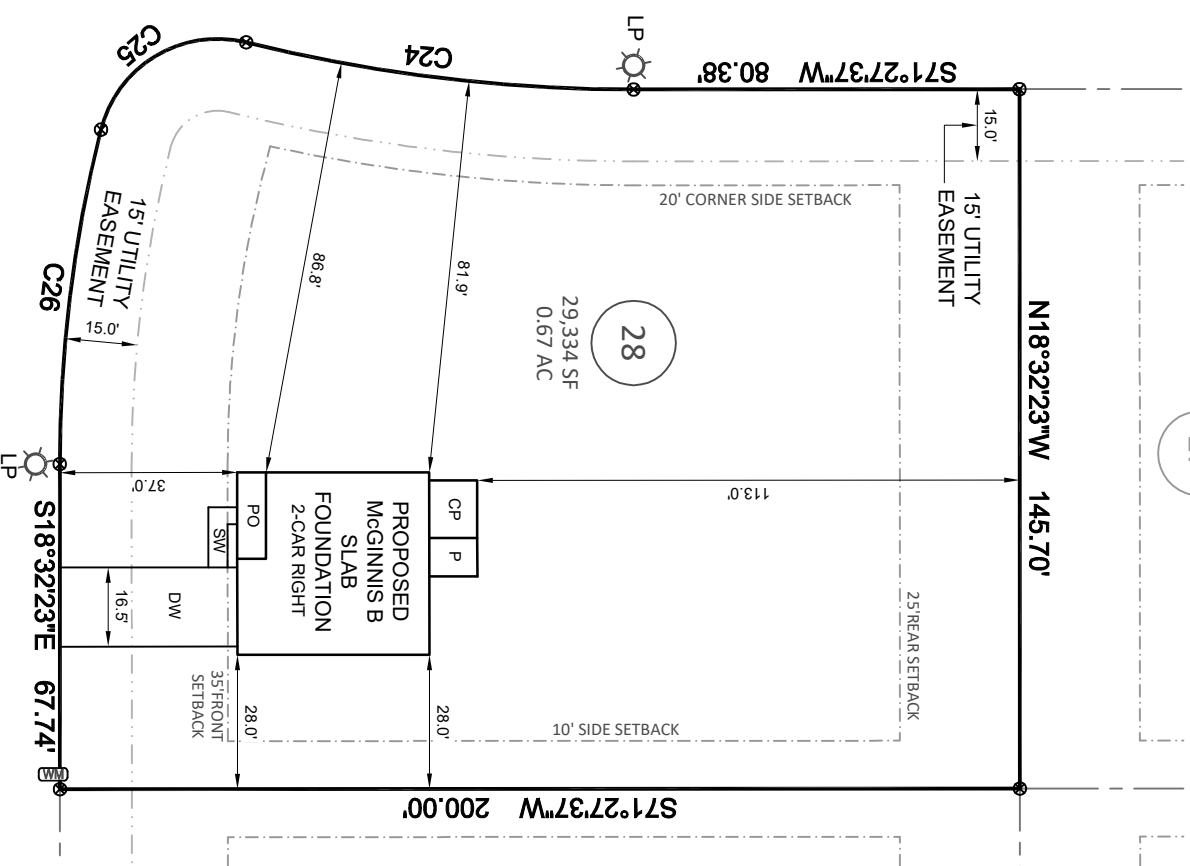 LP
C25
C24
S71°27'37"W 80.38'
15.0'
15' UTILITY
EASEMENT
20' CORNER SIDE SETBACK
N18°32'23"W 145.70'
15' UTILITY
EASEMENT
C26
15.0'
86.8'
81.9'
28
29,334 SF
0.67 AC
LP
37.0'
113.0'
CP
P
PO
SW
PROPOSED
McGINNIS B
SLAB
FOUNDATION
2-CAR RIGHT
DW
16.5'
S18°32'23"E 67.74'
25'REAR SETBACK
35'FRONT
SETBACK
28.0'
28.0'
10' SIDE SETBACK
WM
S71°27'37"W 200.00'